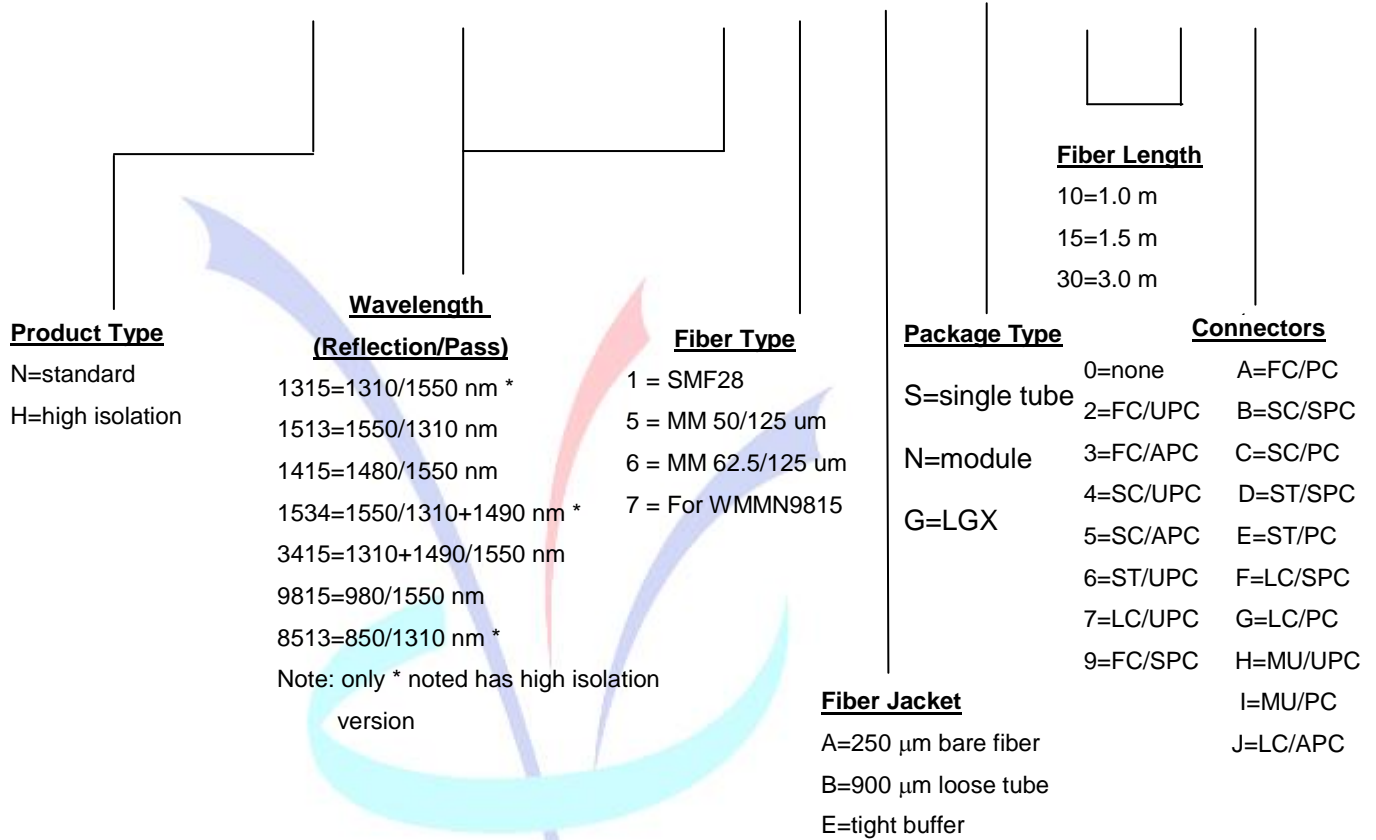 Product Type
N=standard
H=high isolation
Wavelength
(Reflection/Pass)
1315=1310/1550 nm *
1513=1550/1310 nm
1415=1480/1550 nm
1534=1550/1310+1490 nm *
3415=1310+1490/1550 nm
9815=980/1550 nm
8513=850/1310 nm *
Note: only * noted has high isolation
version
Fiber Type
1 = SMF28
5 = MM 50/125 um
6 = MM 62.5/125 um
7 = For WMMN9815
Fiber Jacket
A=250 μm bare fiber
B=900 μm loose tube
E=tight buffer
Package Type
S=single tube
N=module
G=LGX
Fiber Length
10=1.0 m
15=1.5 m
30=3.0 m
Connectors
0=none A=FC/PC
2=FC/UPC B=SC/SPC
3=FC/APC C=SC/PC
4=SC/UPC D=ST/SPC
5=SC/APC E=ST/PC
6=ST/UPC F=LC/SPC
7=LC/UPC G=LC/PC
9=FC/SPC H=MU/UPC
I=MU/PC
J=LC/APC